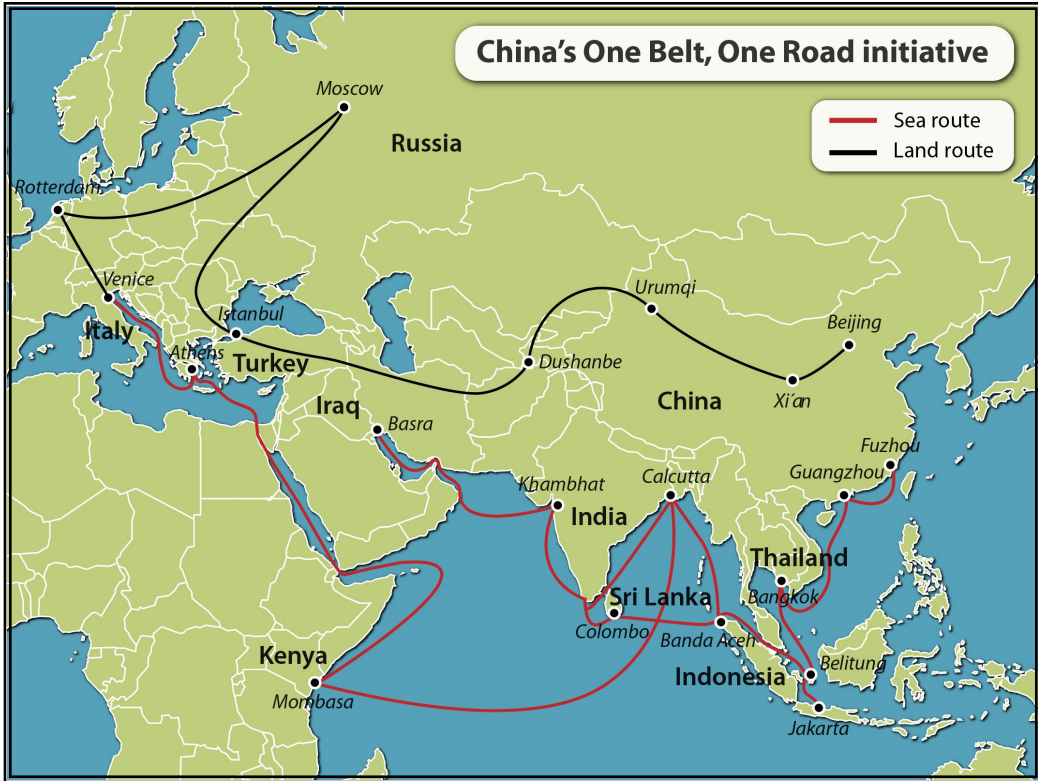 China's One Belt, One Road initiative
Sea route
Land route
Moscow
Russia
Rotterdam
Venice
Italy
Istanbul
Athens
Turkey
Urumqi
Beijing
Dushanbe
Xi'an
China
Iraq
Basra
Fuzhou
Guangzhou
Khambhat
Calcutta
India
Thailand
Bangkok
Sri Lanka
Colombo
Banda Aceh
Kenya
Belitung
Indonesia
Mombasa
Jakarta